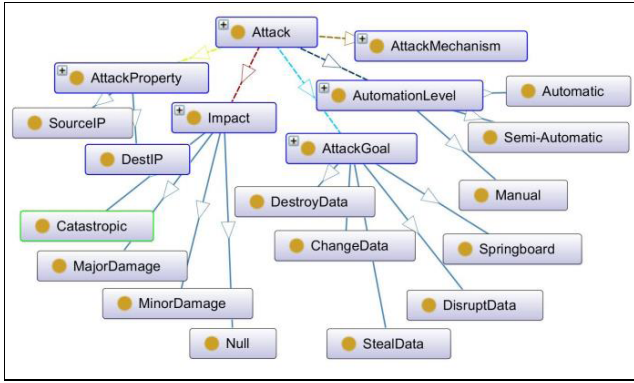 Attack
AttackMechanism
AttackProperty
AutomationLevel
Automatic
SourceIP
Impact
Semi-Automatic
DestIP
AttackGoal
Manual
DestroyData
Catastropic
ChangeData
Springboard
MajorDamage
MinorDamage
DisruptData
Null
StealData